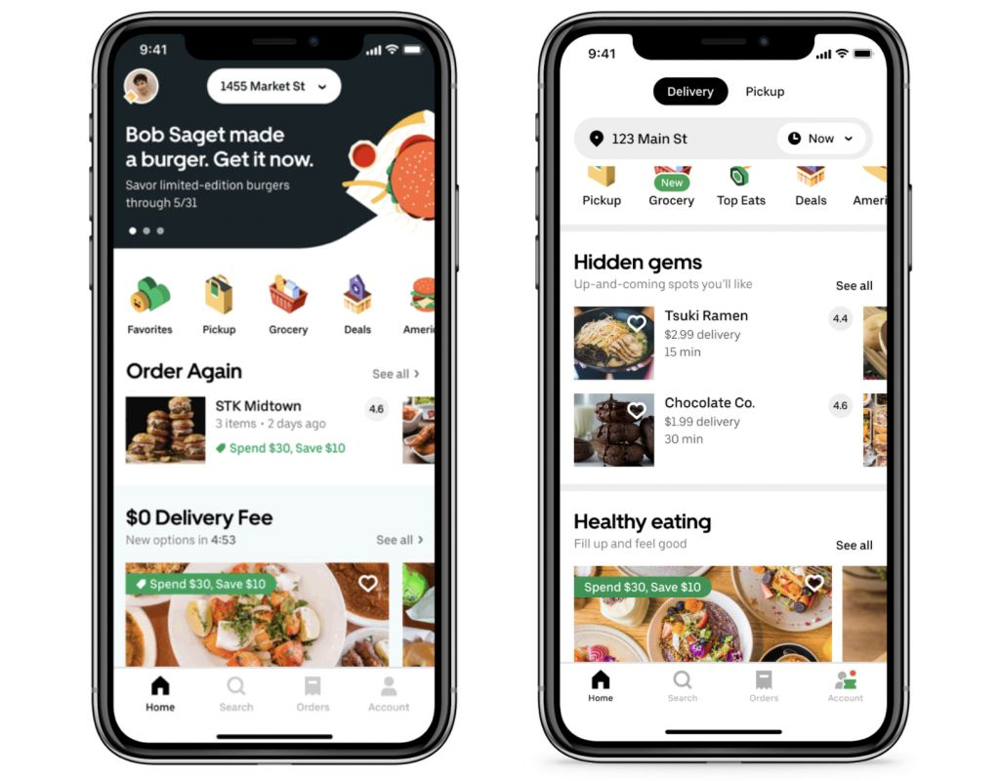 9:41
1455 Market St
Bob Saget made
a burger. Get it now.
Savor limited-edition burgers
through 5/31
Favorites
Pickup
Grocery
Deals
Order Again
See all
STK Midtown
4.6
3 items • 2 days ago
Spend $30, Save $10
$0 Delivery Fee
New options in 4:53
See all
Spend $30, Save $10
Home
Search
Orders
Account
9:41
Delivery
Pickup
123 Main St
Now
New
Pickup
Grocery
Top Eats
Deals
Ameri
Hidden gems
Up-and-coming spots you'll like
See all
Tsuki Ramen
4.4
$2.99 delivery
15 min
Chocolate Co.
4.6
$1.99 delivery
30 min
Healthy eating
Fill up and feel good
See all
Spend $30, Save $10
Home
Search
Orders
Account